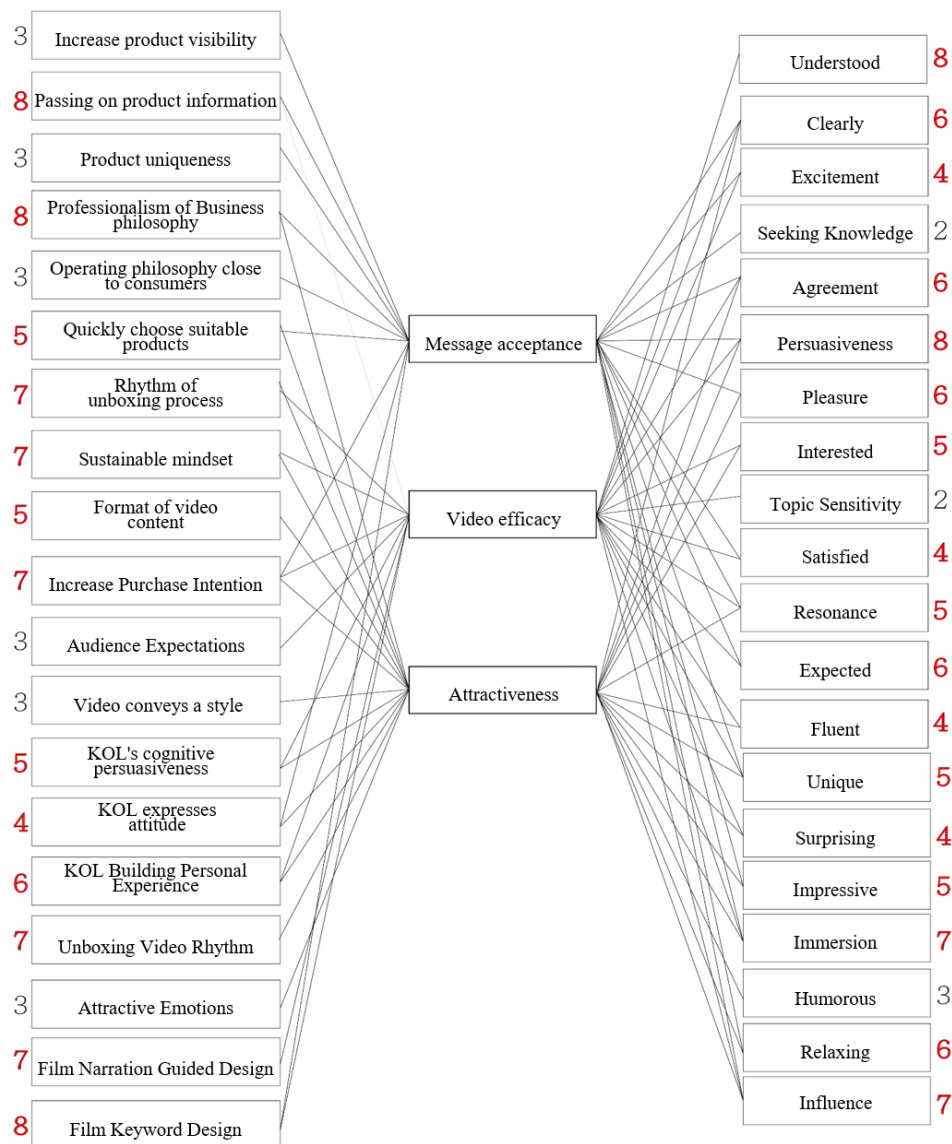 3
Increase product visibility
8
Passing on product information
3
Product uniqueness
8
Professionalism of Business
philosophy
3
Operating philosophy close
to consumers
5
Quickly choose suitable
products
7
Rhythm of
unboxing process
7
Sustainable mindset
5
Format of video
content
7
Increase Purchase Intention
3
Audience Expectations
3
Video conveys a style
5
KOL's cognitive
persuasiveness
4
KOL expresses
attitude
6
KOL Building Personal
Experience
7
Unboxing Video Rhythm
3
Attractive Emotions
7
Film Narration Guided Design
8
Film Keyword Design
Message acceptance
Video efficacy
Attractiveness
Understood
8
Clearly
6
Excitement
4
Seeking Knowledge
2
Agreement
6
Persuasiveness
8
Pleasure
6
Interested
5
Topic Sensitivity
2
Satisfied
4
Resonance
5
Expected
6
Fluent
4
Unique
5
Surprising
4
Impressive
5
Immersion
7
Humorous
3
Relaxing
6
Influence
7